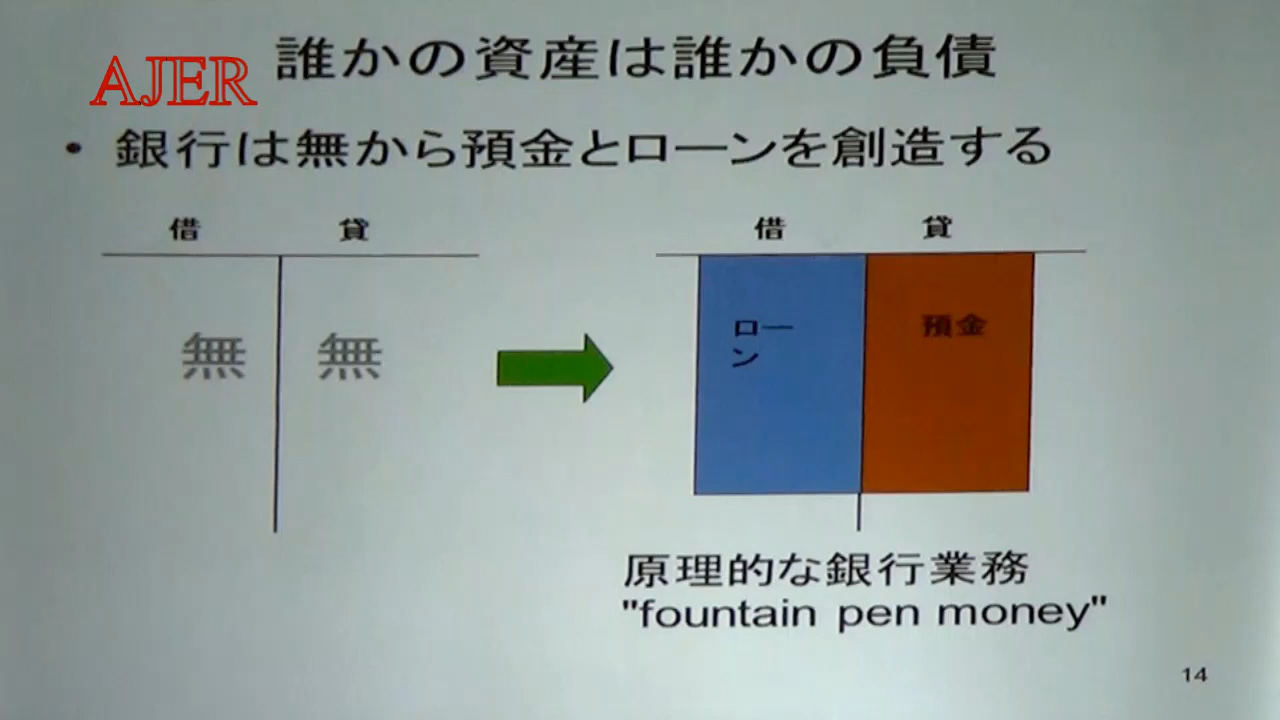 誰かの資産は誰かの負債
AJER
• 銀行は無から預金とローンを創造する
借 貸
借 貸
無 無
ロー
ン
預金
原理的な銀行業務
"fountain pen money"
14